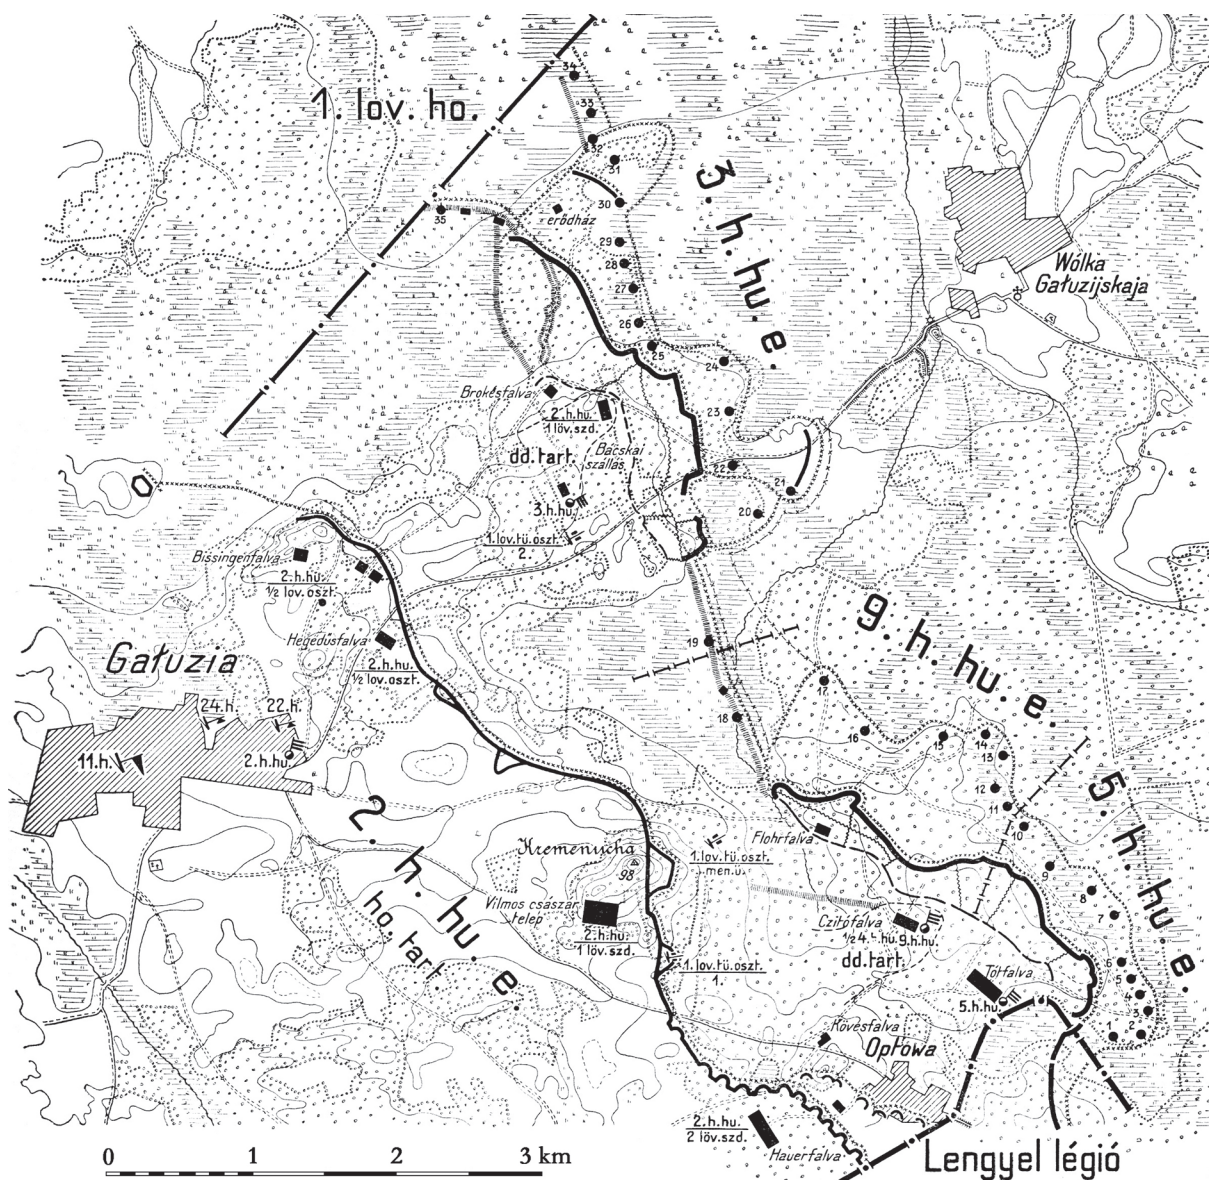 1. lov. ho.
34
33
31
30
35
erődház
29
28
27
26
25
24
23
22
21
20
3. h. hu. e.
Wólka
Gałuzijskaja
Brokésfalva
2. h. hu.
1 löv. szd.
Bácskai
szállás
dd. tart.
3. h. hu.
1. lov. tü. oszt.
2.
Bissingenfalva
2. h. hu.
½ lov. oszt.
Hegedüsfalva
2. h. hu.
½ lov. oszt.
Gałuzia
24. h.
22. h.
11. h.
2. h. hu.
19
18
17
16
15
14
13
12
11
10
9
8
7
6
5
4
3
2
1
9. h. hu. e.
5. h. hu. e.
2. h. hu. e.
ho. tart.
Kremenucha
98
Vilmos császár
telep
2. h. hu.
1 löv. szd.
1. lov. tü. oszt.
men. ü.
Flohrfalva
1. lov. tü. oszt.
1.
Czitófalva
½ 4. h. hu.
9. h. hu.
dd. tart.
Tótfalva
5. h. hu.
Kövesfalva
Opłowa
2. h. hu.
2 löv. szd.
Hauerfalva
Lengyel légió
0 1 2 3 km